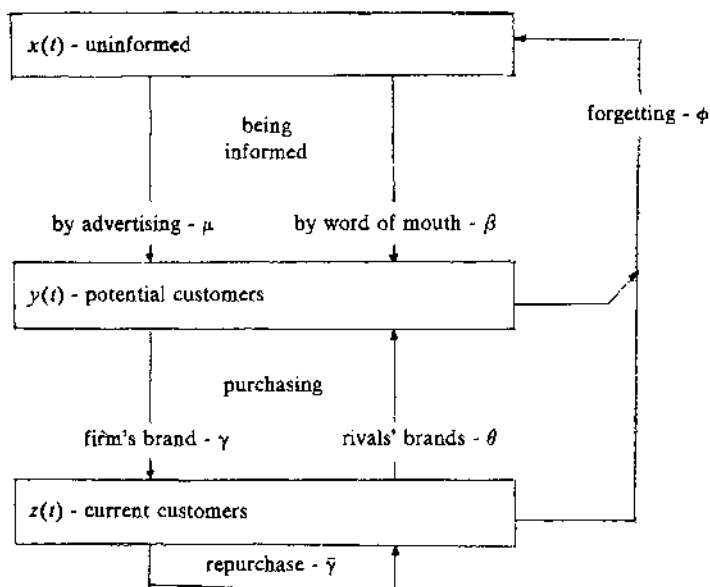 x(t) - uninformed
being
informed
forgetting - ϕ
by advertising - μ
by word of mouth - β
y(t) - potential customers
purchasing
firm's brand - γ
rivals' brands - θ
z(t) - current customers
repurchase - γ̄